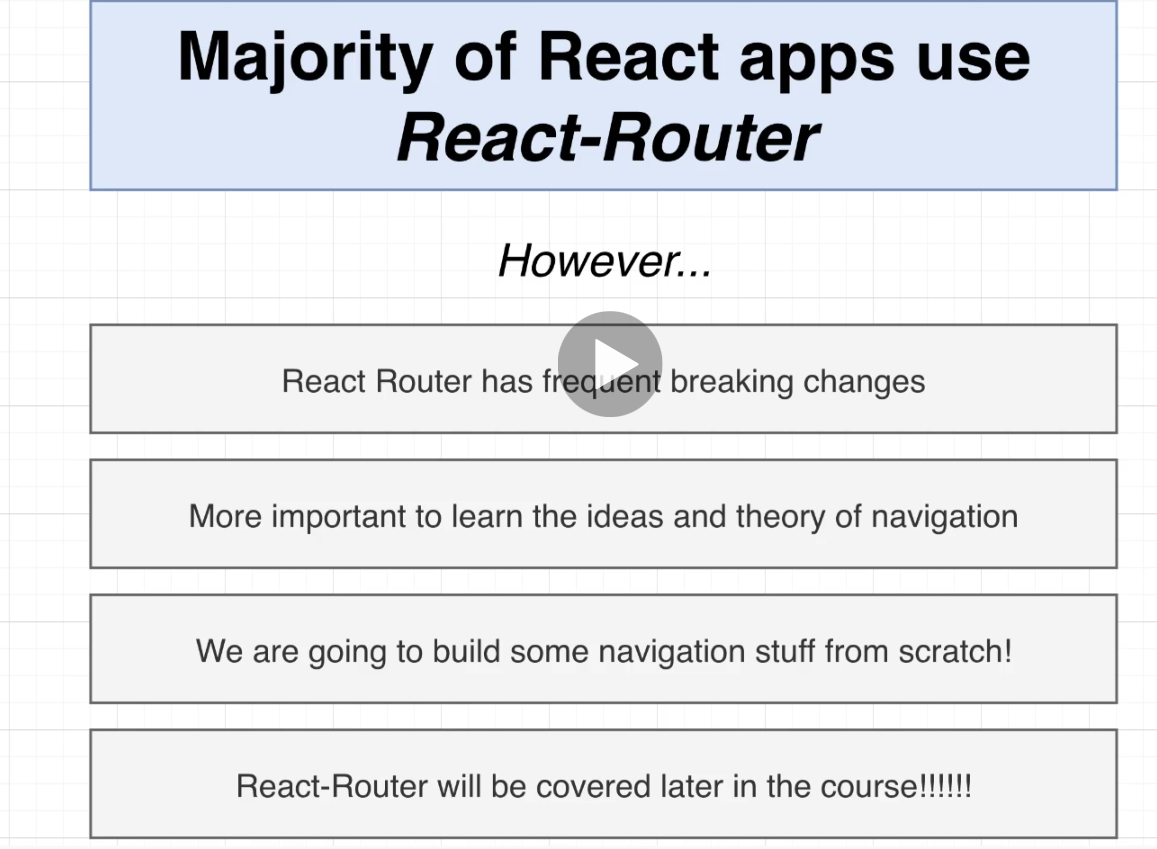 Majority of React apps use
React-Router
However...
React Router has frequent breaking changes
More important to learn the ideas and theory of navigation
We are going to build some navigation stuff from scratch!
React-Router will be covered later in the course!!!!!!